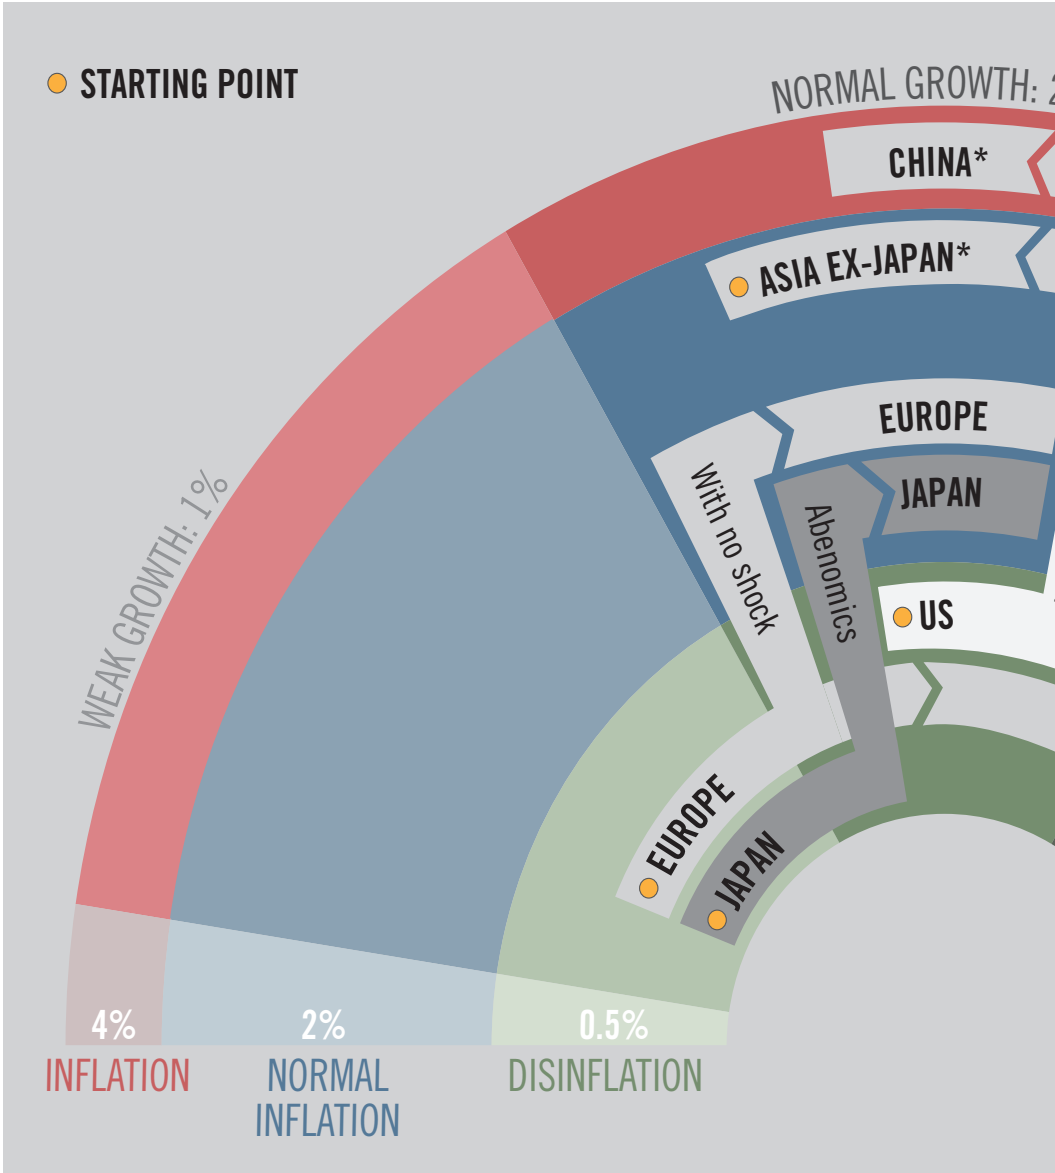 STARTING POINT
NORMAL GROWTH: 2
CHINA*
ASIA EX-JAPAN*
EUROPE
With no shock
JAPAN
Abenomics
US
WEAK GROWTH: 1%
EUROPE
JAPAN
4%
2%
0.5%
INFLATION
NORMAL
INFLATION
DISINFLATION